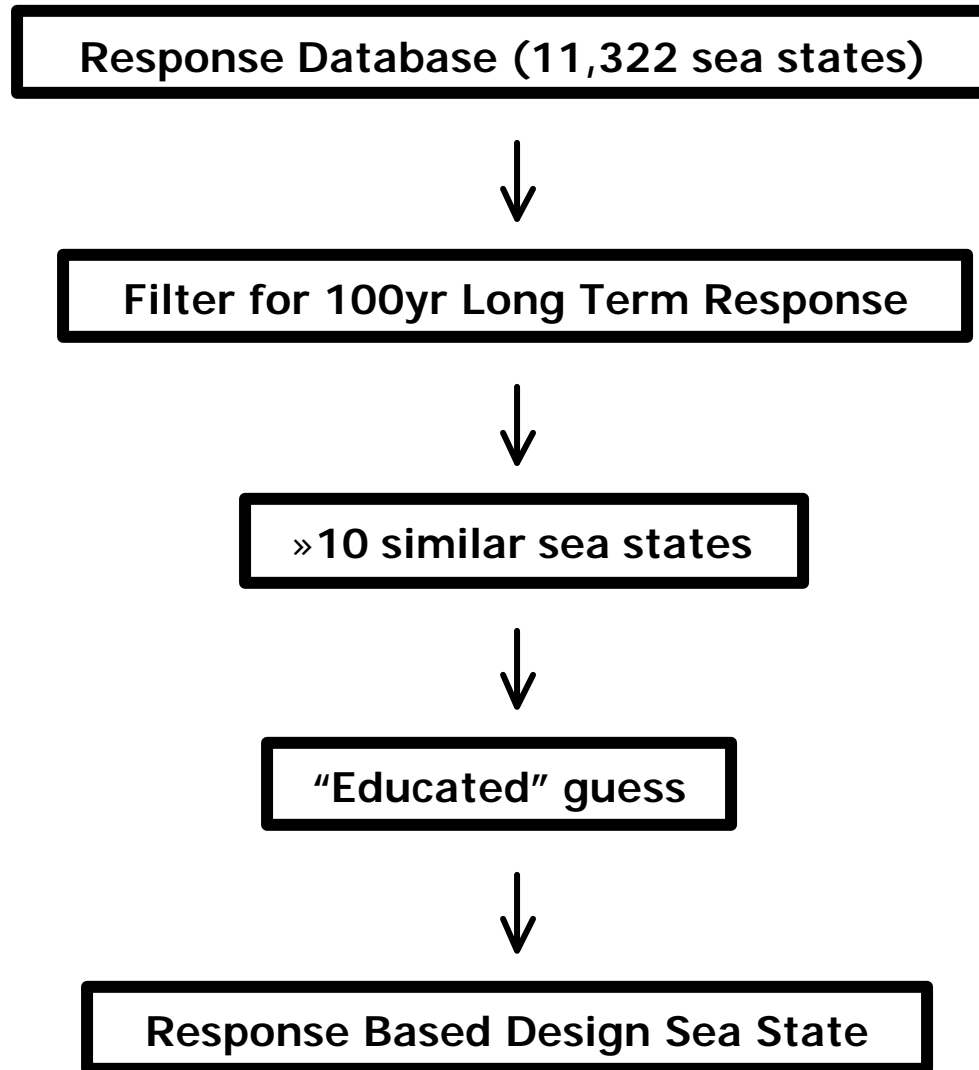 Response Database (11,322 sea states)
Filter for 100yr Long Term Response
»10 similar sea states
“Educated” guess
Response Based Design Sea State